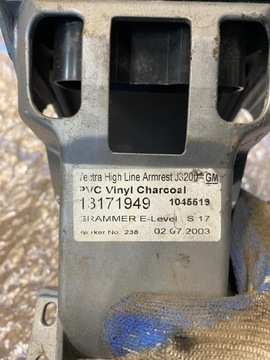 Vectra High Line Armrest J3200 GM
PVC Vinyl Charcoal
13171949 1045519
GRAMMER E-Level : S 17
Worker No. 238 02.07.2003